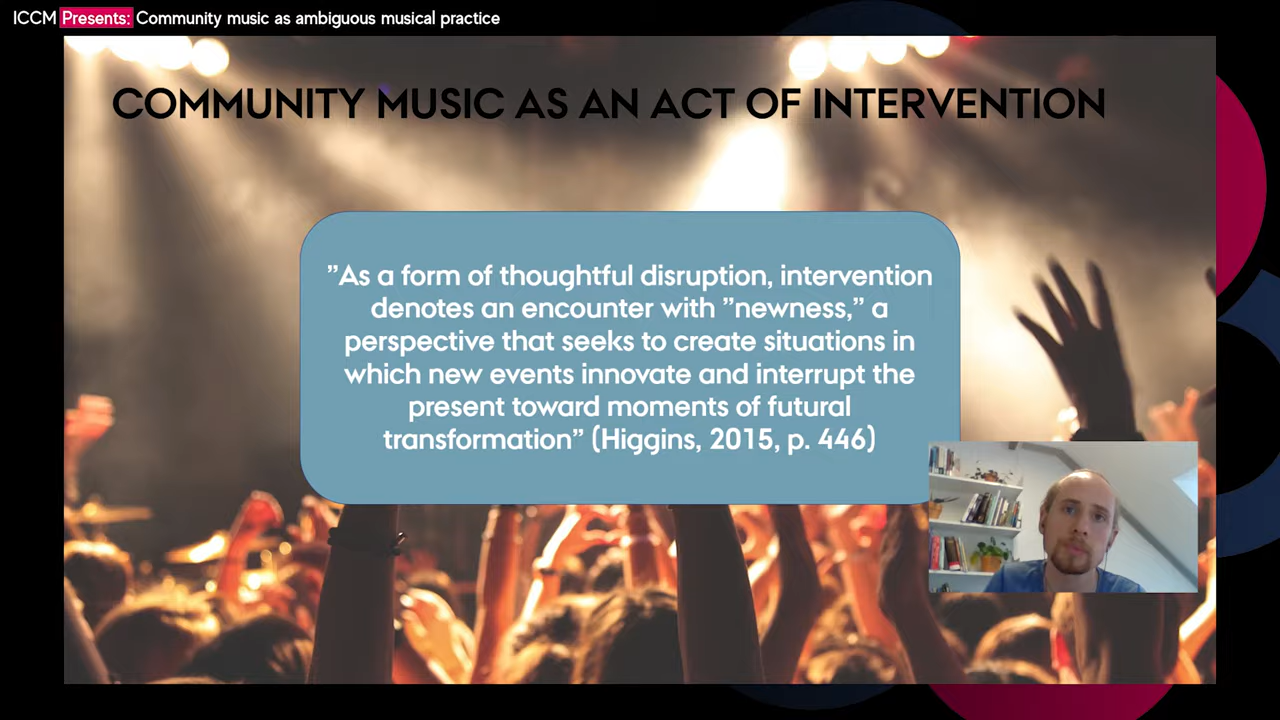 ICCM Presents: Community music as ambiguous musical practice
COMMUNITY MUSIC AS AN ACT OF INTERVENTION
”As a form of thoughtful disruption, intervention
denotes an encounter with ”newness,” a
perspective that seeks to create situations in
which new events innovate and interrupt the
present toward moments of futural
transformation” (Higgins, 2015, p. 446)